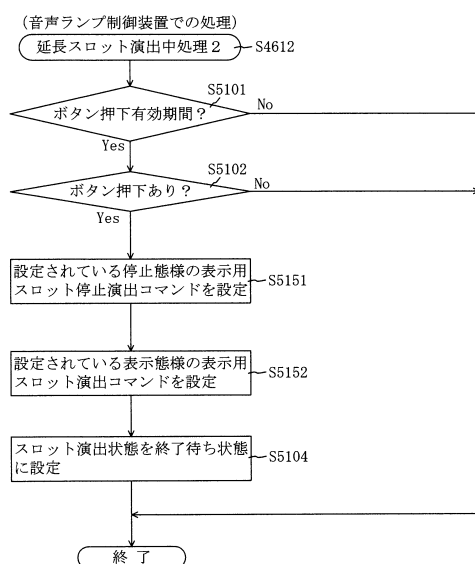 (音声ランプ制御装置での処理)
延長スロット演出中処理2
S4612
S5101
ボタン押下有効期間?
No
Yes
S5102
ボタン押下あり?
No
Yes
設定されている停止態様の表示用
スロット停止演出コマンドを設定
S5151
設定されている表示態様の表示用
スロット演出コマンドを設定
S5152
スロット演出状態を終了待ち状態
に設定
S5104
終 了